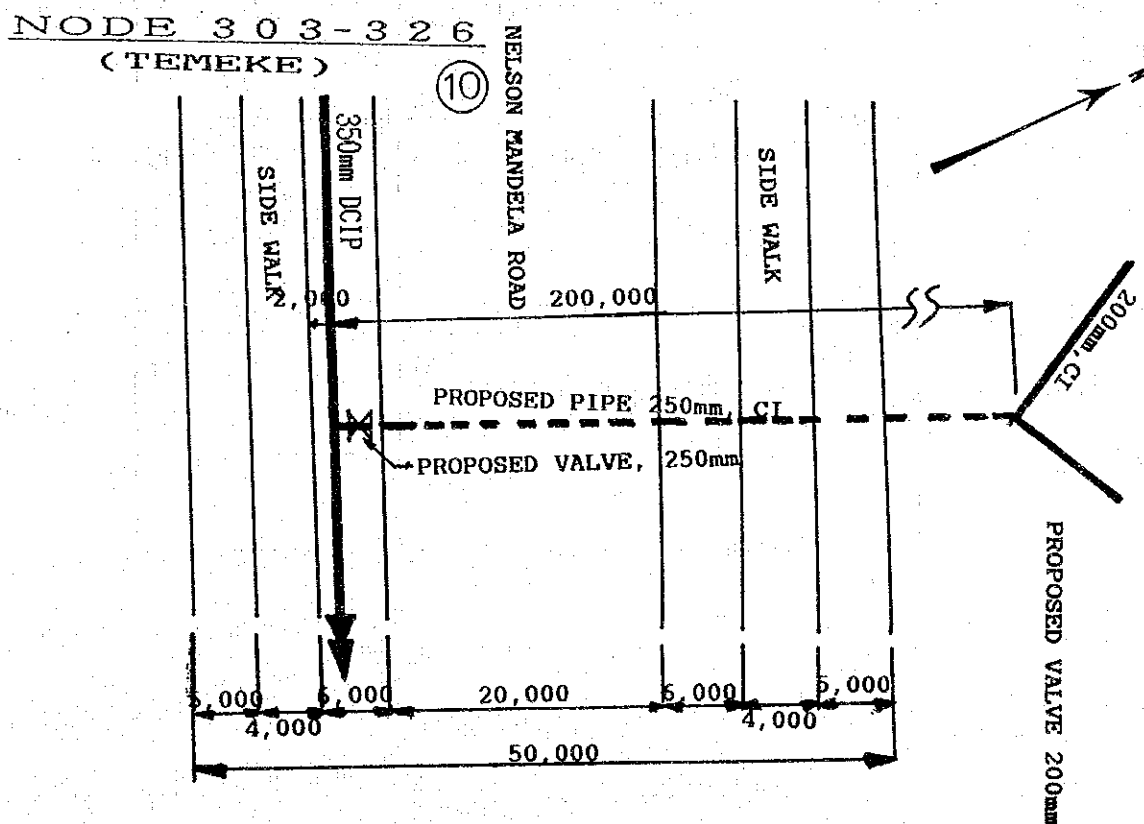 NODE 303-326
(TEMEKE)
10
NELSON MANDELA ROAD
350mm DCIP
SIDE WALK
SIDE WALK
2,000
200,000
200mm, CI
PROPOSED PIPE 250mm, CI
PROPOSED VALVE, 250mm
PROPOSED VALVE 200mm
5,000
6,000
20,000
6,000
5,000
4,000
4,000
50,000